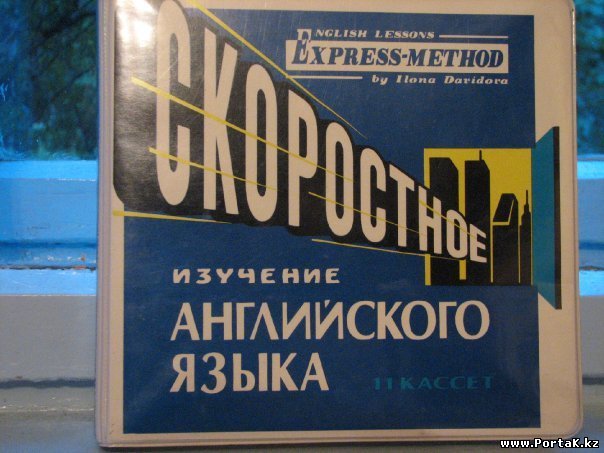 ENGLISH LESSONS
EXPRESS-METHOD
by Ilona Davidova
СКОРОСТНОЕ
ИЗУЧЕНИЕ
АНГЛИЙСКОГО
ЯЗЫКА
11 КАССЕТ
www.PortaK.kz